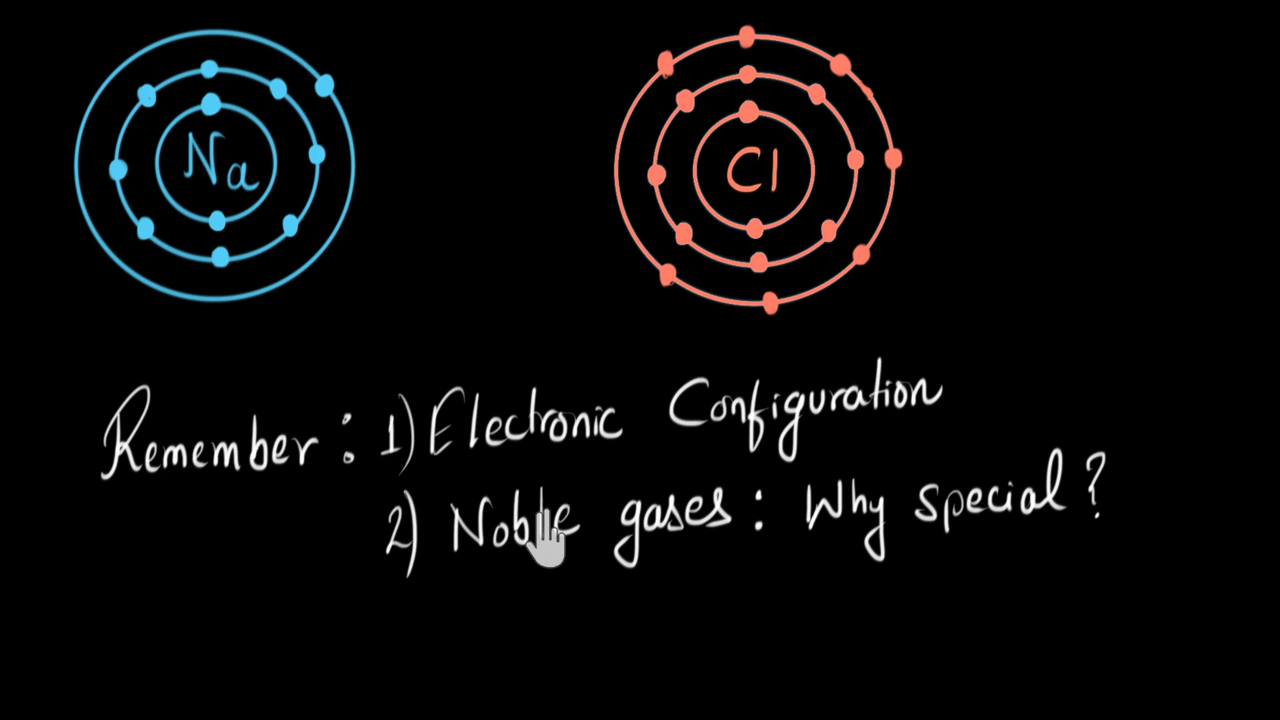 Na Cl
Remember: 1) Electronic Configuration
2) Noble gases: Why special?